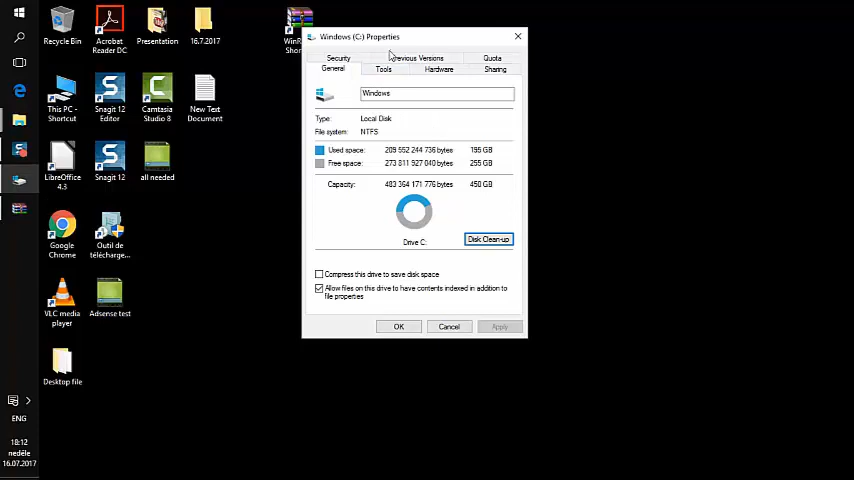 Recycle Bin
Acrobat
Reader DC
Presentation
16.7.2017
WinR
Shor
This PC -
Shortcut
Snagit 12
Editor
Camtasia
Studio 8
New Text
Document
LibreOffice
4.3
Snagit 12
all needed
Google
Chrome
Outil de
télécharge...
VLC media
player
Adsense test
Desktop file
ENG
18:12
neděle
16.07.2017
Windows (C:) Properties
Security
Previous Versions
Quota
General
Tools
Hardware
Sharing
Windows
Type:
Local Disk
File system:
NTFS
Used space:
209 552 244 736 bytes
195 GB
Free space:
273 811 927 040 bytes
255 GB
Capacity:
483 364 171 776 bytes
450 GB
Drive C:
Disk Clean-up
Compress this drive to save disk space
Allow files on this drive to have contents indexed in addition to
file properties
OK
Cancel
Apply